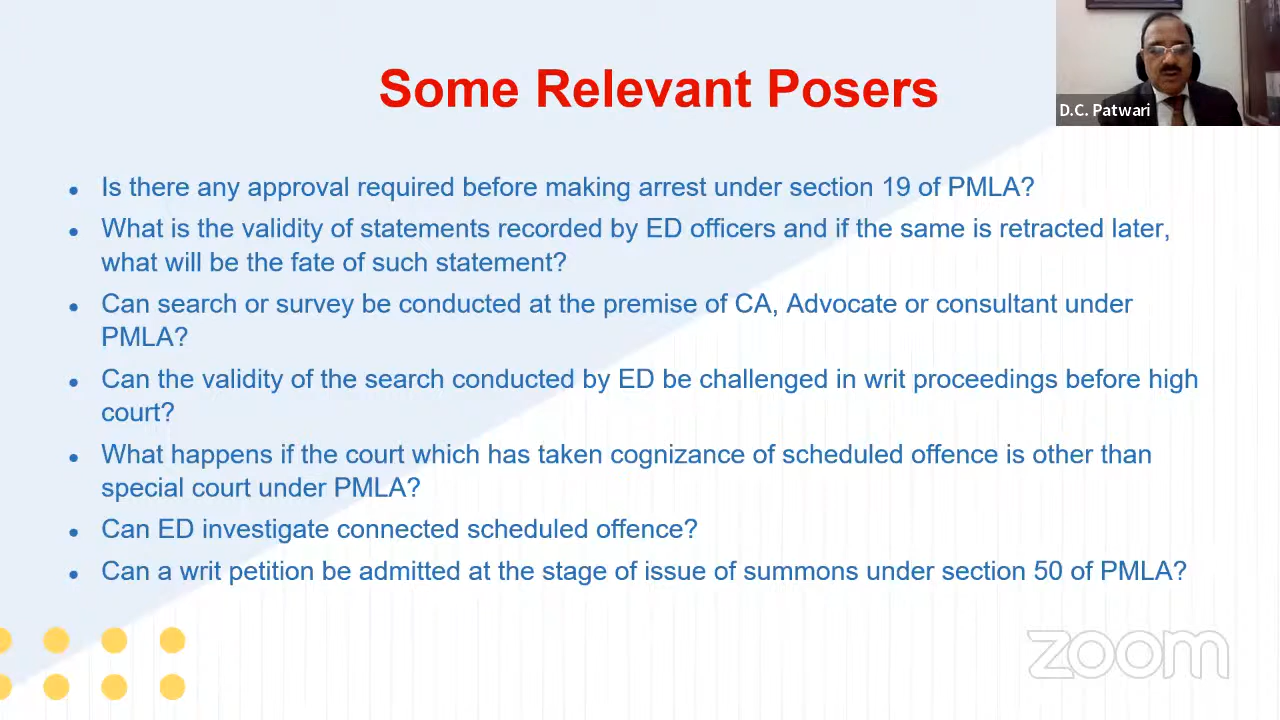 Some Relevant Posers
D.C. Patwari
• Is there any approval required before making arrest under section 19 of PMLA?
• What is the validity of statements recorded by ED officers and if the same is retracted later,
what will be the fate of such statement?
• Can search or survey be conducted at the premise of CA, Advocate or consultant under
PMLA?
• Can the validity of the search conducted by ED be challenged in writ proceedings before high
court?
• What happens if the court which has taken cognizance of scheduled offence is other than
special court under PMLA?
• Can ED investigate connected scheduled offence?
• Can a writ petition be admitted at the stage of issue of summons under section 50 of PMLA?
zoom